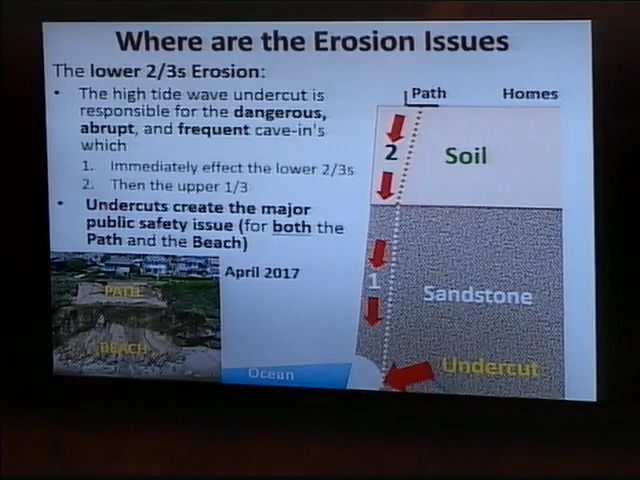 Where are the Erosion Issues
The lower 2/3s Erosion:
• The high tide wave undercut is
responsible for the dangerous,
abrupt, and frequent cave-in's
which
1. Immediately effect the lower 2/3s
2. Then the upper 1/3
• Undercuts create the major
public safety issue (for both the
Path and the Beach)
April 2017
PATH
BEACH
Path Homes
2
Soil
1
Sandstone
Undercut
Ocean